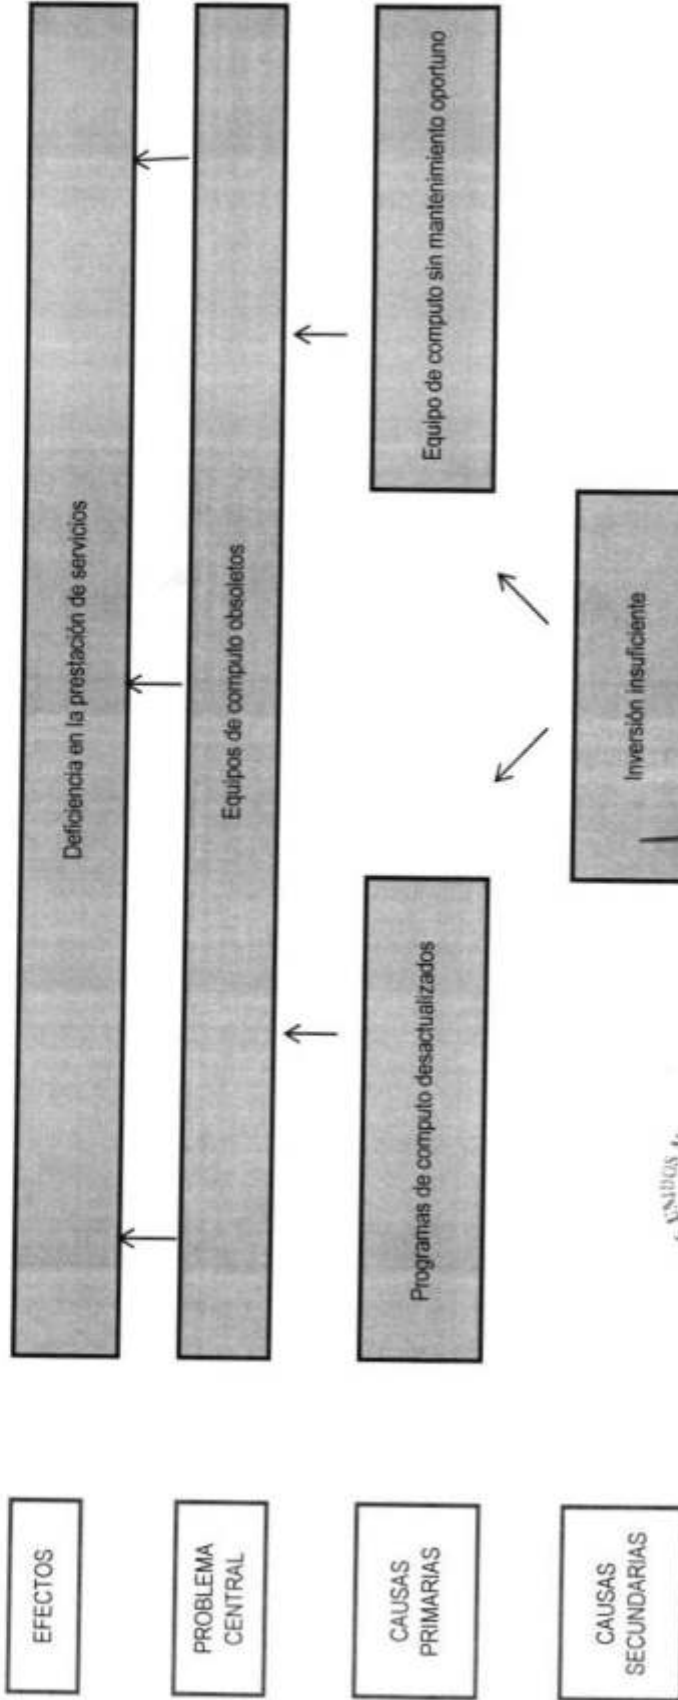 EFECTOS
Deficiencia en la prestación de servicios
PROBLEMA
CENTRAL
Equipos de computo obsoletos
CAUSAS
PRIMARIAS
Programas de computo desactualizados
Equipo de computo sin mantenimiento oportuno
CAUSAS
SECUNDARIAS
Inversión insuficiente